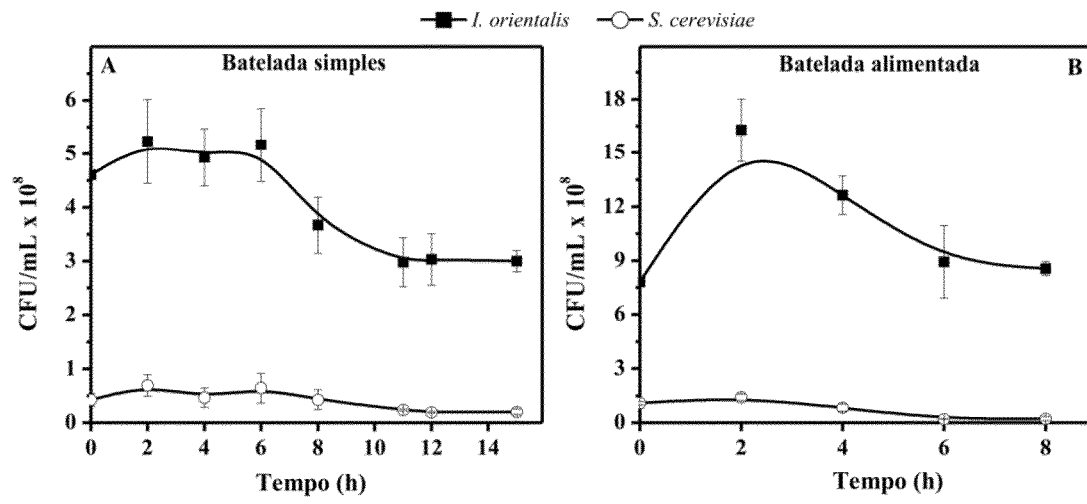 I. orientalis S. cerevisiae
A Batelada simples
CFU/mL x 10⁸
6
5
4
3
2
1
0
0 2 4 6 8 10 12 14
Tempo (h)
Batelada alimentada B
CFU/mL x 10⁸
18
15
12
9
6
3
0
0 2 4 6 8
Tempo (h)